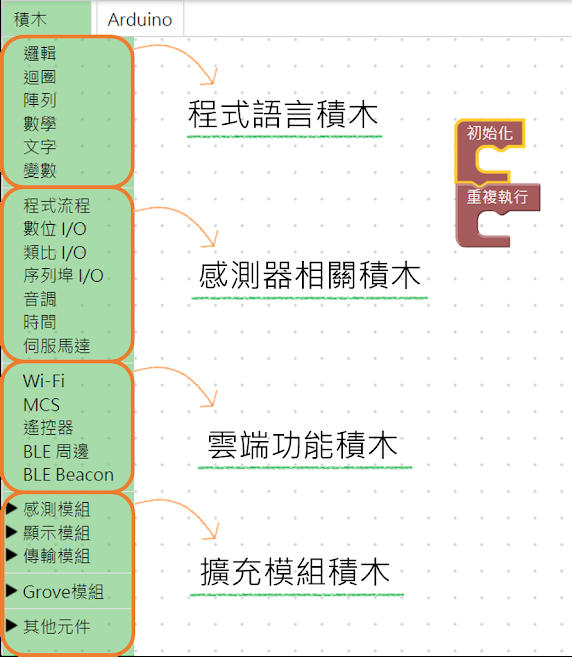 積木
Arduino
邏輯
迴圈
陣列
數學
文字
變數
程式語言積木
初始化
重複執行
程式流程
數位 I/O
類比 I/O
序列埠 I/O
音調
時間
伺服馬達
感測器相關積木
Wi-Fi
MCS
遙控器
BLE 周邊
BLE Beacon
雲端功能積木
感測模組
顯示模組
傳輸模組
Grove模組
其他元件
擴充模組積木